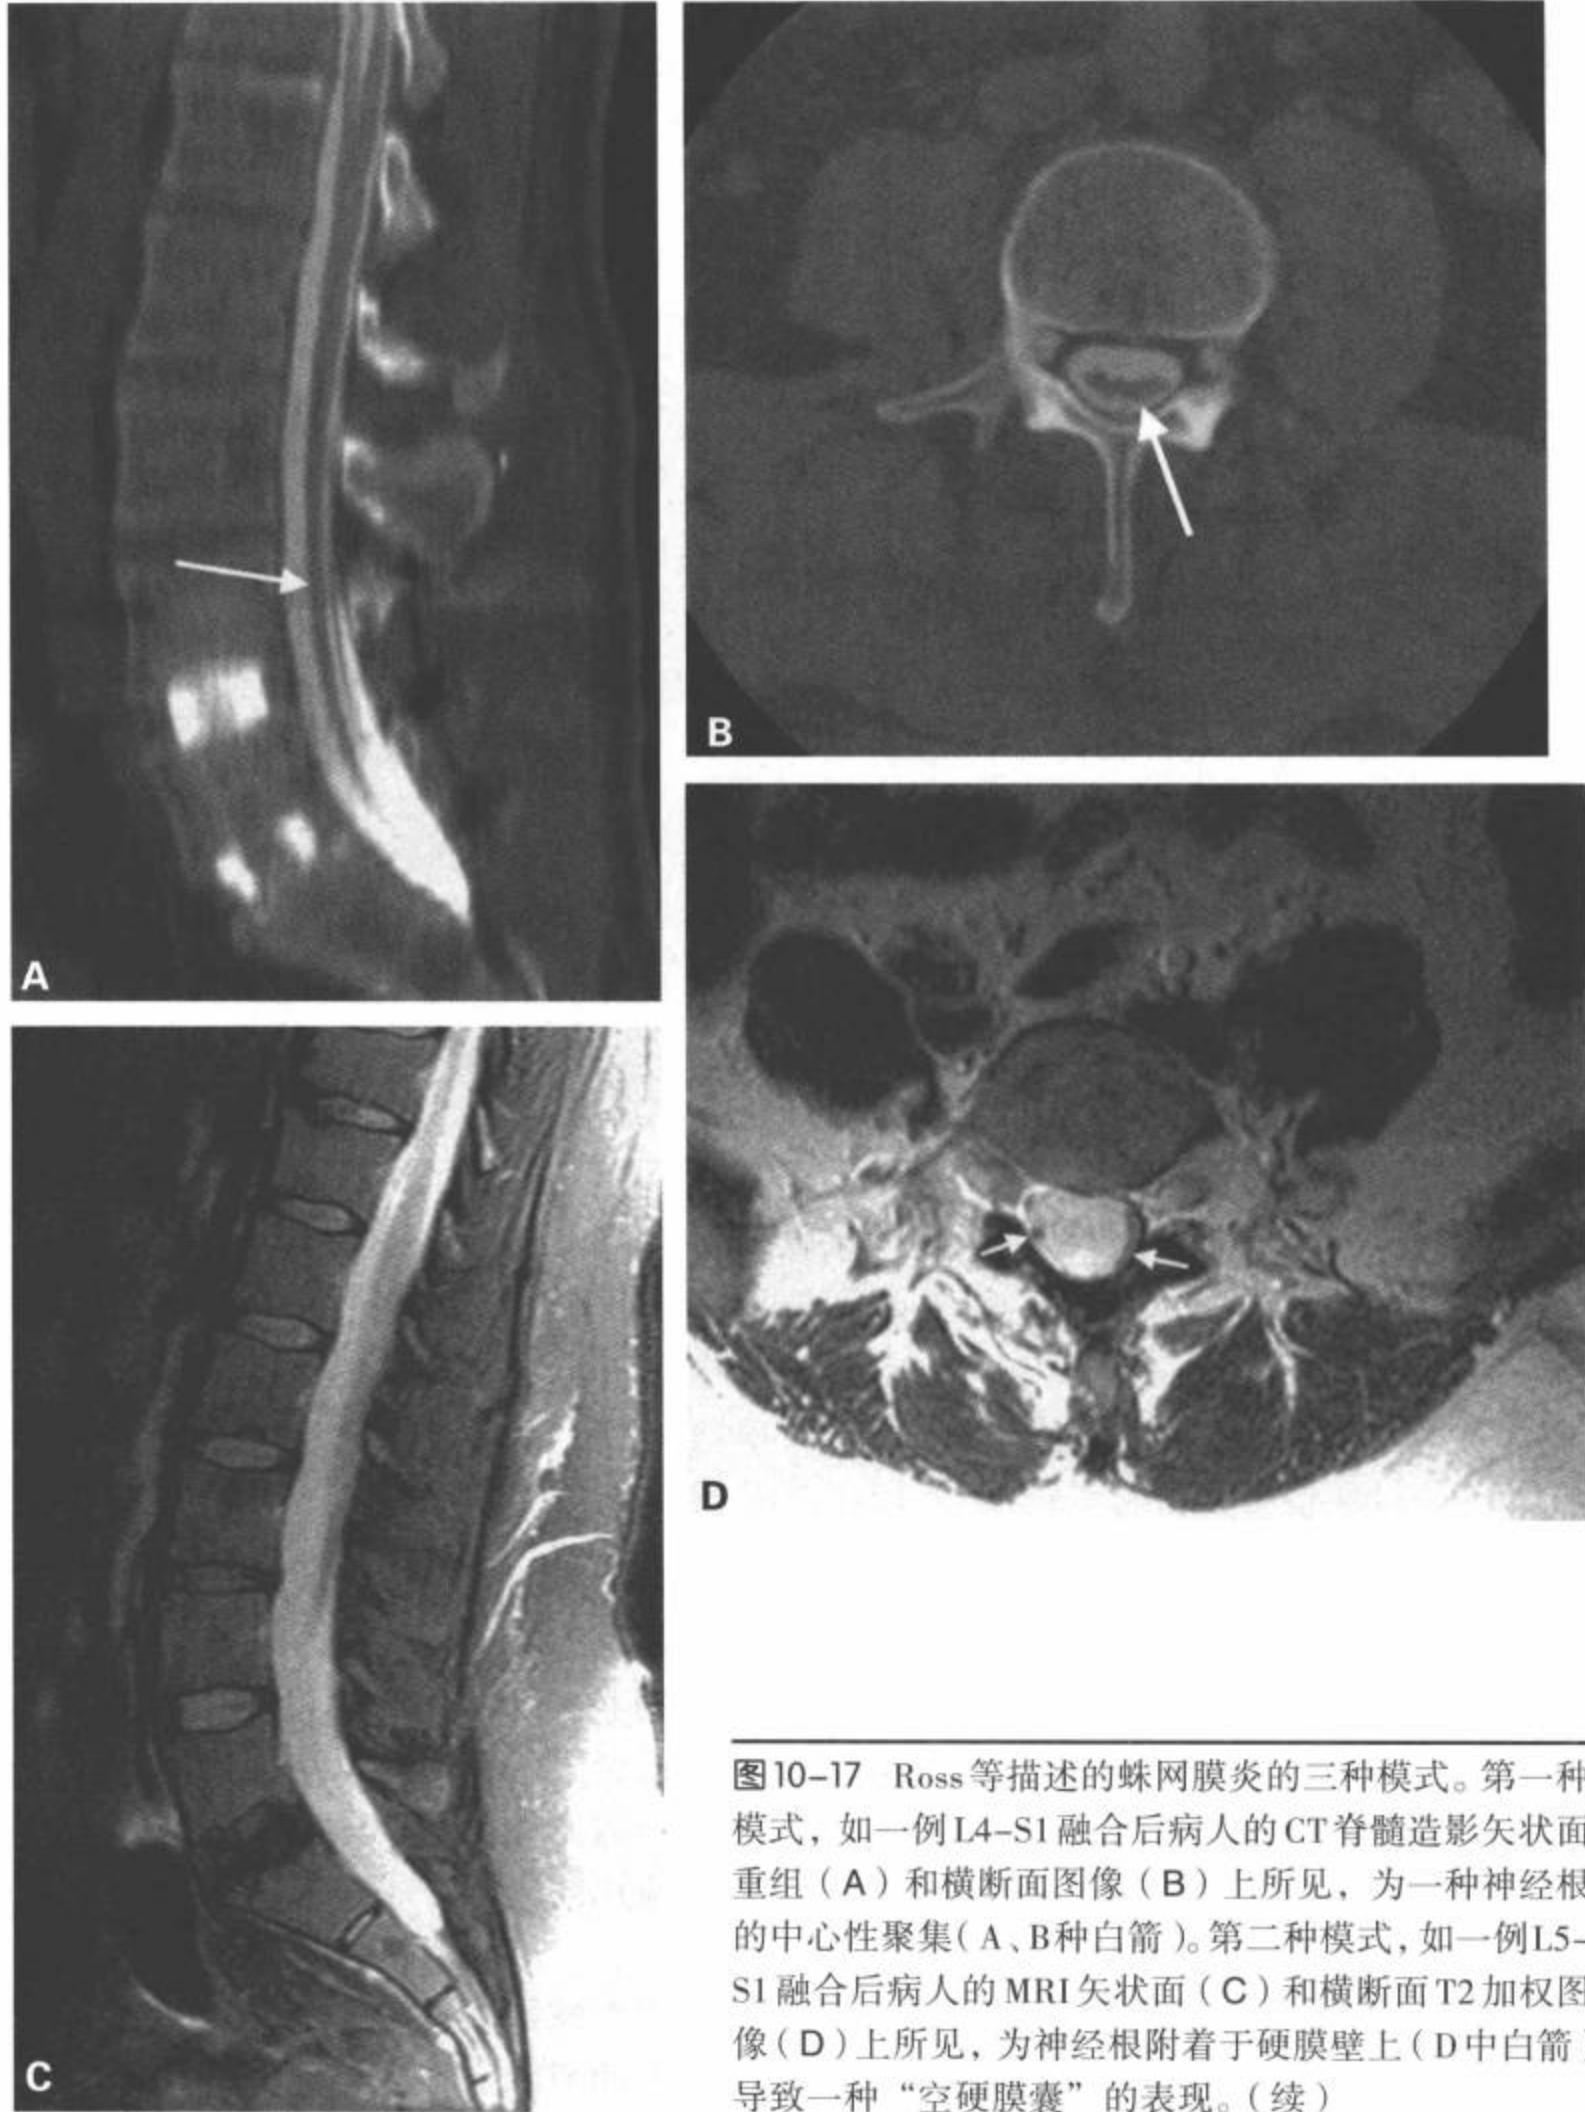 A
B
C
D
图10-17 Ross等描述的蛛网膜炎的三种模式。第一种
模式，如一例L4-S1融合后病人的CT脊髓造影矢状面
重组（A）和横断面图像（B）上所见，为一种神经根
的中心性聚集（A、B种白箭）。第二种模式，如一例L5-
S1融合后病人的MRI矢状面（C）和横断面T2加权图
像（D）上所见，为神经根附着于硬膜壁上（D中白箭）
导致一种“空硬膜囊”的表现。（续）